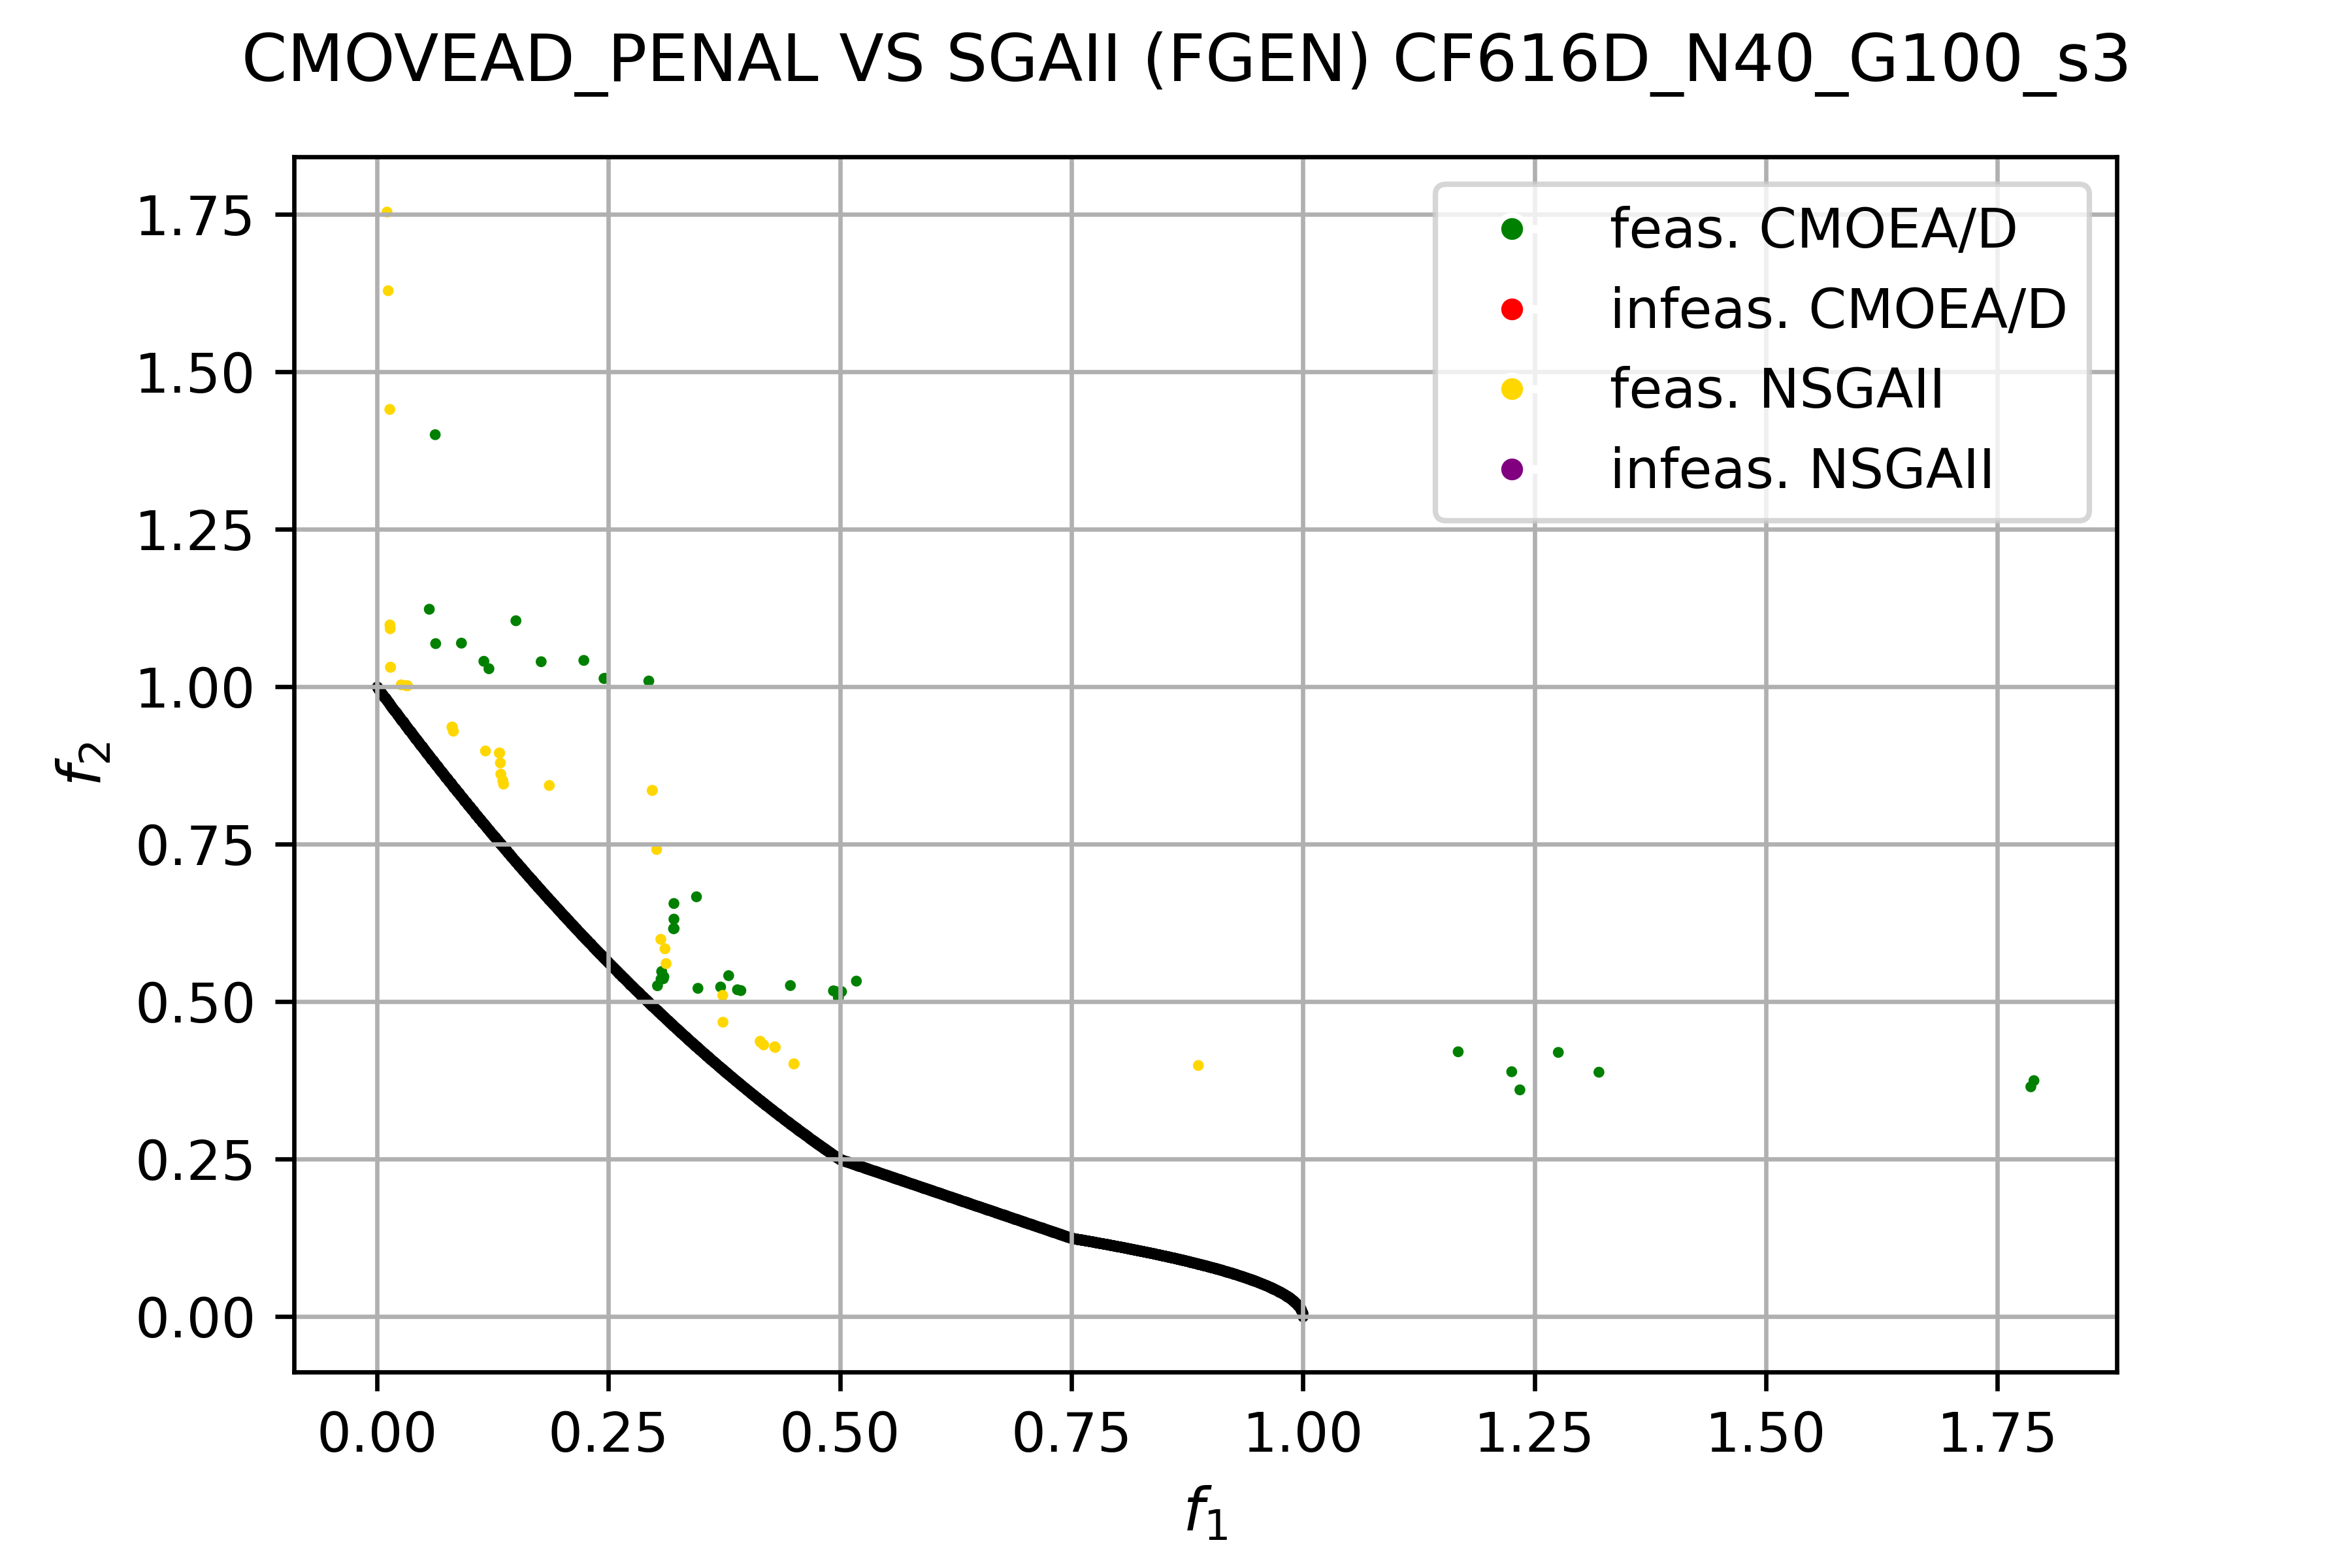 CMOVEAD_PENAL VS SGAII (FGEN) CF616D_N40_G100_s3
feas. CMOEA/D
infeas. CMOEA/D
feas. NSGAII
infeas. NSGAII
1.75
1.50
1.25
1.00
0.75
0.50
0.25
0.00
f2
0.00 0.25 0.50 0.75 1.00 1.25 1.50 1.75
f1